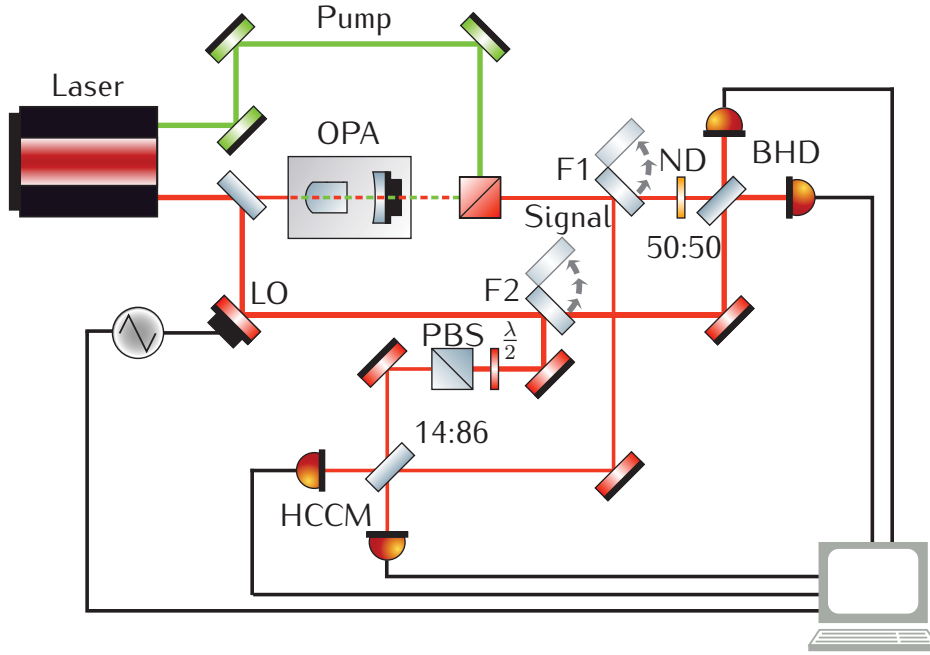 Pump
Laser
OPA
F1
ND
BHD
Signal
50:50
LO
F2
PBS
λ/2
14:86
HCCM